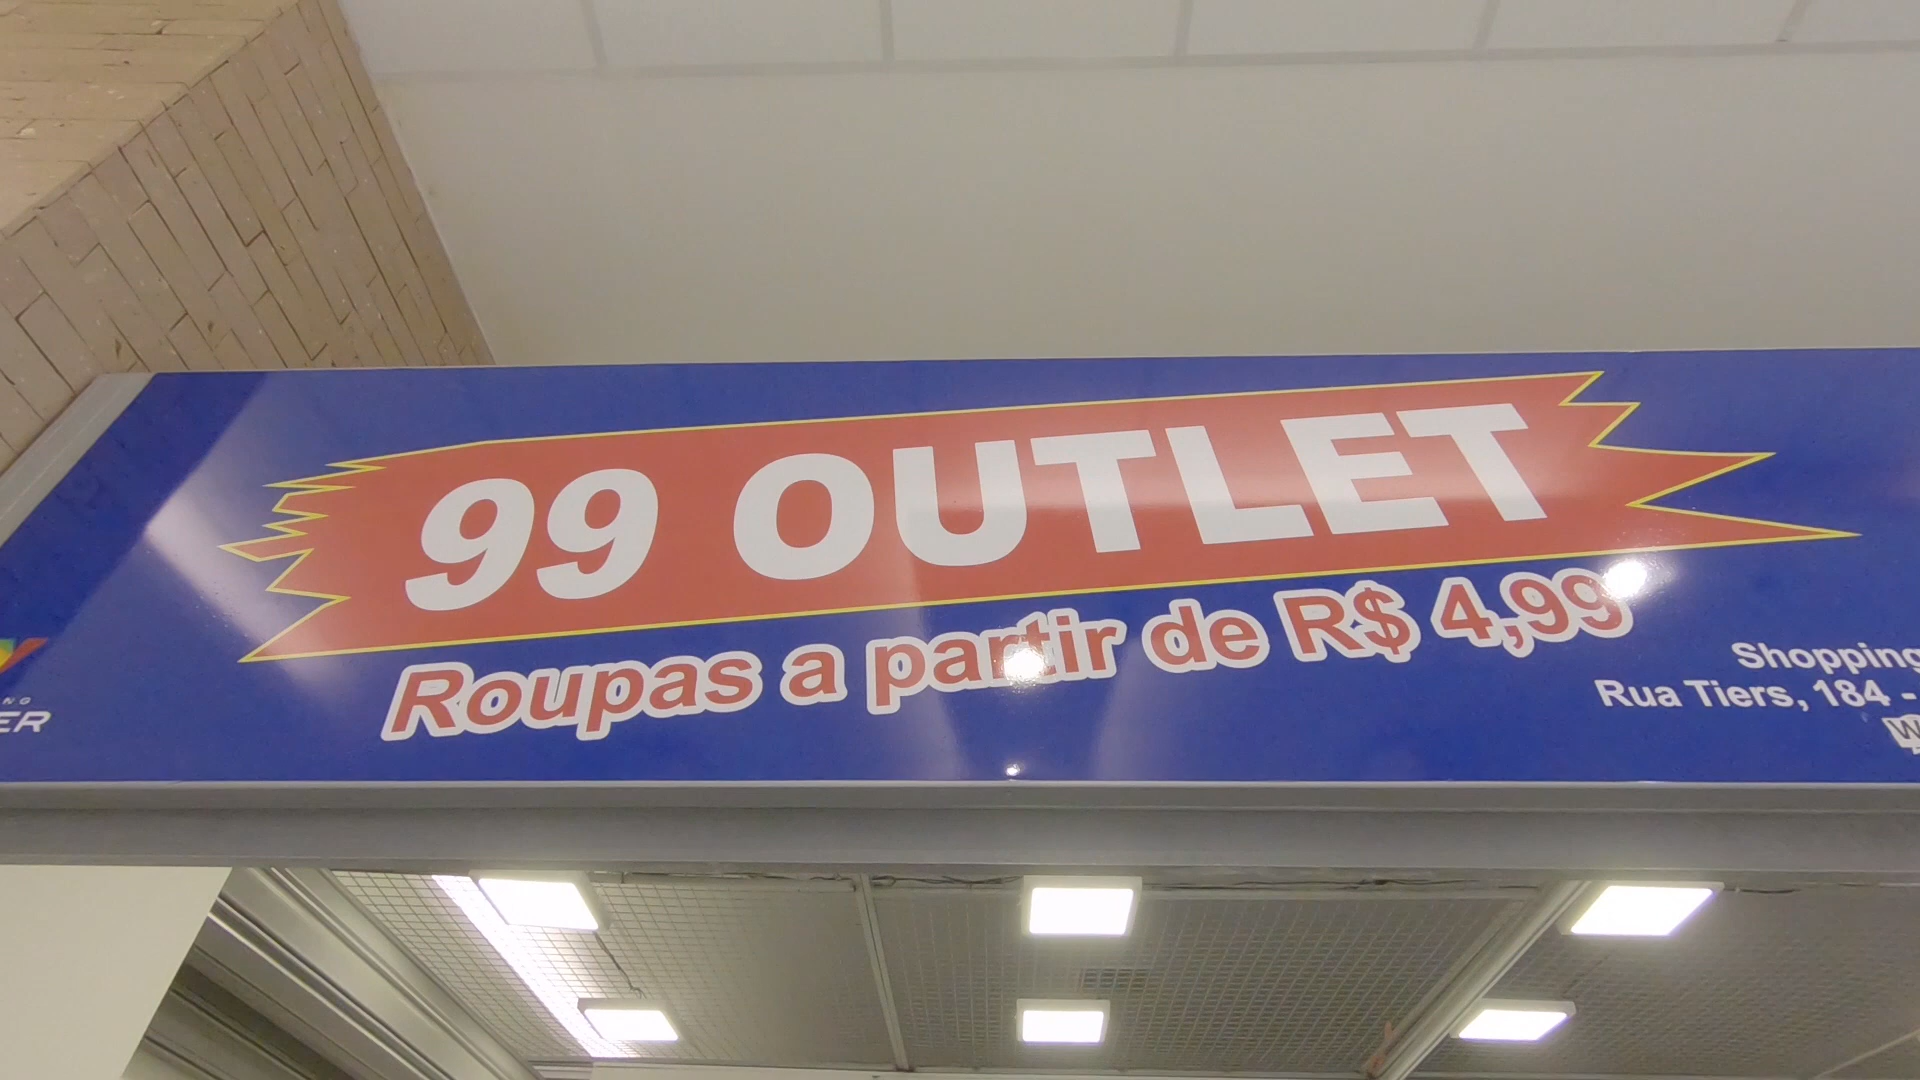 99 OUTLET
Roupas a partir de R$ 4,99
Shopping
Rua Tiers, 184 -